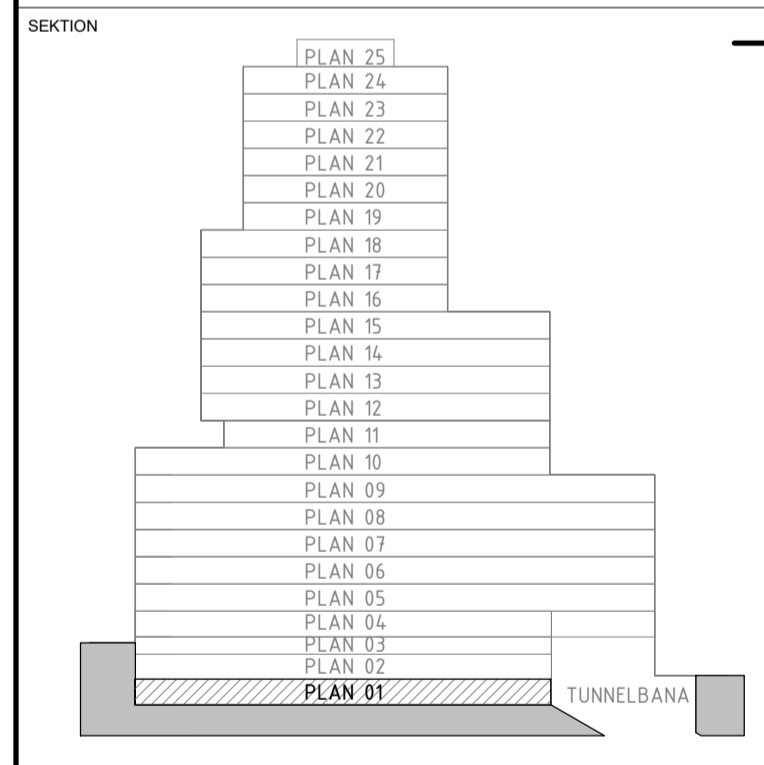 SEKTION
PLAN 25
PLAN 24
PLAN 23
PLAN 22
PLAN 21
PLAN 20
PLAN 19
PLAN 18
PLAN 17
PLAN 16
PLAN 15
PLAN 14
PLAN 13
PLAN 12
PLAN 11
PLAN 10
PLAN 09
PLAN 08
PLAN 07
PLAN 06
PLAN 05
PLAN 04
PLAN 03
PLAN 02
PLAN 01
TUNNELBANA